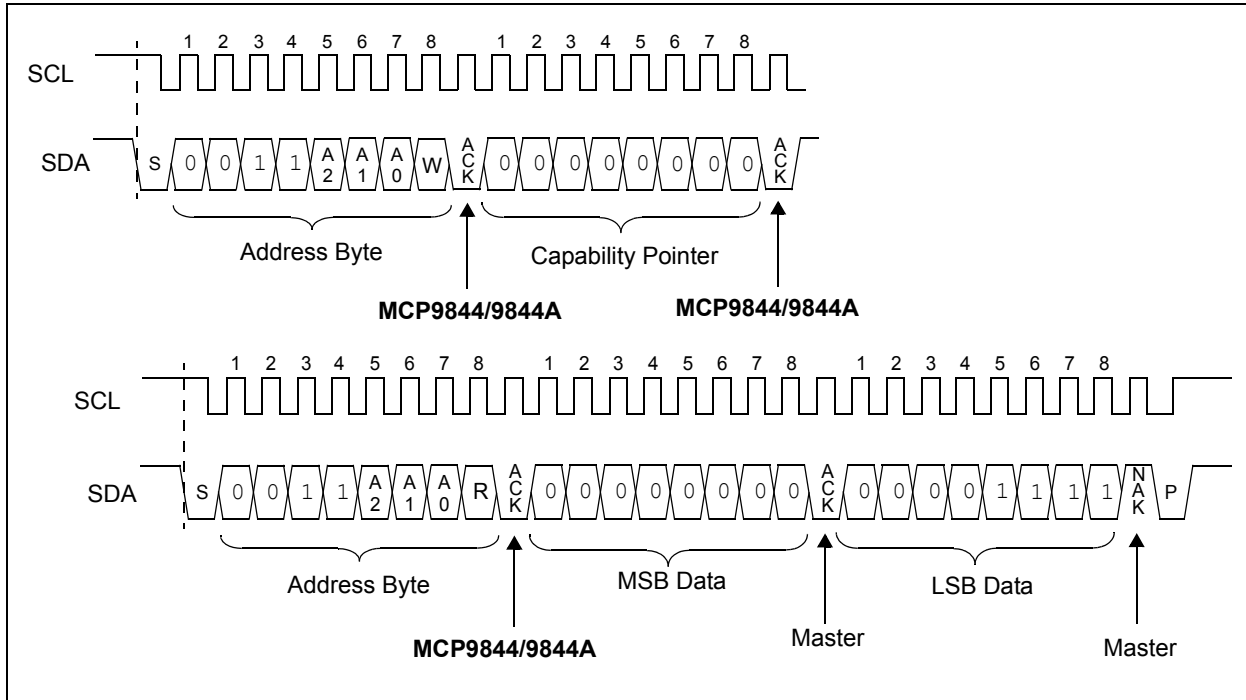 1 2 3 4 5 6 7 8 1 2 3 4 5 6 7 8
SCL
SDA S 0 0 1 1 A2 A1 A0 W ACK 0 0 0 0 0 0 0 0 ACK
Address Byte Capability Pointer
MCP9844/9844A MCP9844/9844A
1 2 3 4 5 6 7 8 1 2 3 4 5 6 7 8 1 2 3 4 5 6 7 8
SCL
SDA S 0 0 1 1 A2 A1 A0 R ACK 0 0 0 0 0 0 0 0 ACK 0 0 0 0 1 1 1 1 NAK P
Address Byte MSB Data LSB Data
MCP9844/9844A Master Master